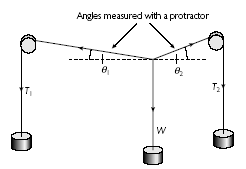 Angles measured with a protractor
θ₁ θ₂
T₁ T₂
W